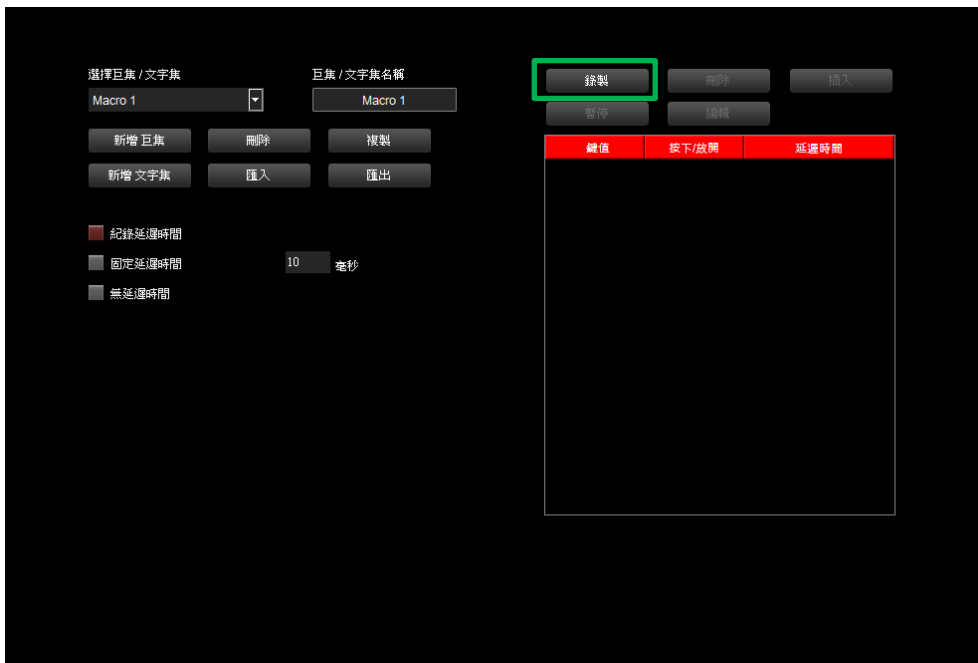 選擇巨集 / 文字集
Macro 1
巨集 / 文字集名稱
Macro 1
新增 巨集
刪除
複製
新增 文字集
匯入
匯出
紀錄延遲時間
固定延遲時間
10
毫秒
無延遲時間
錄製
刪除
插入
暫停
編輯
鍵值
按下/放開
延遲時間